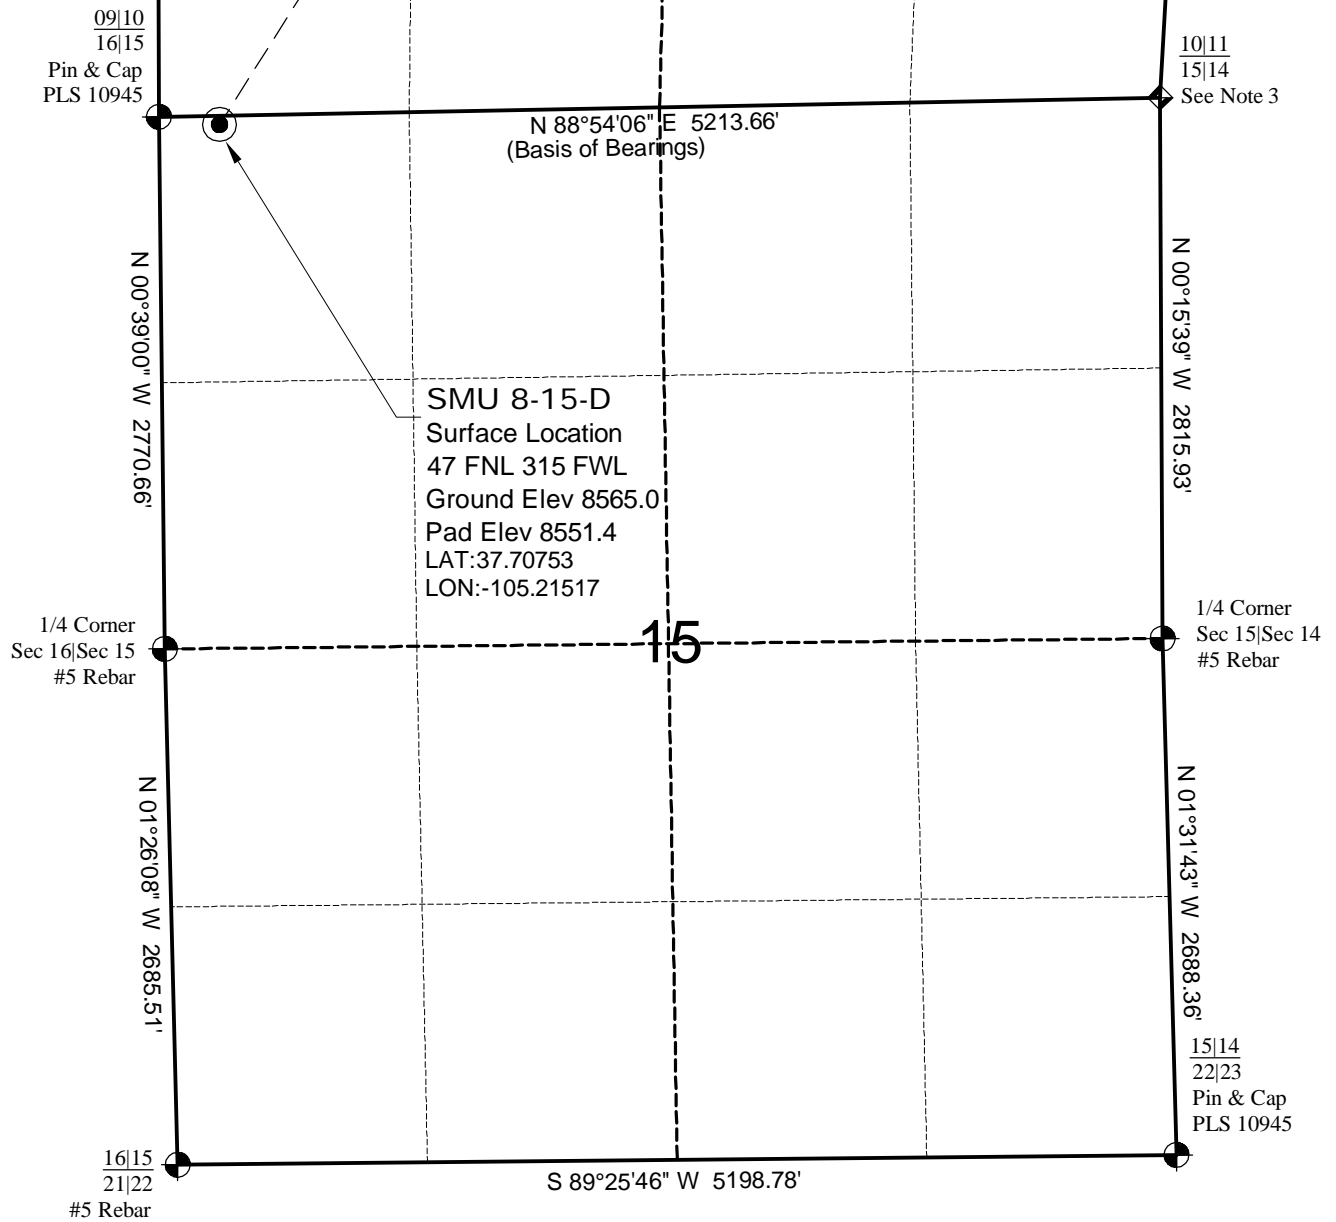 09|10
16|15
Pin & Cap
PLS 10945
10|11
15|14
See Note 3
N 88°54'06" E 5213.66'
(Basis of Bearings)
N 00°39'00" W 2770.66'
N 00°15'39" W 2815.93'
SMU 8-15-D
Surface Location
47 FNL 315 FWL
Ground Elev 8565.0
Pad Elev 8551.4
LAT:37.70753
LON:-105.21517
1/4 Corner
Sec 16|Sec 15
#5 Rebar
15
1/4 Corner
Sec 15|Sec 14
#5 Rebar
N 01°26'08" W 2685.51'
N 01°31'43" W 2688.36'
15|14
22|23
Pin & Cap
PLS 10945
16|15
21|22
#5 Rebar
S 89°25'46" W 5198.78'